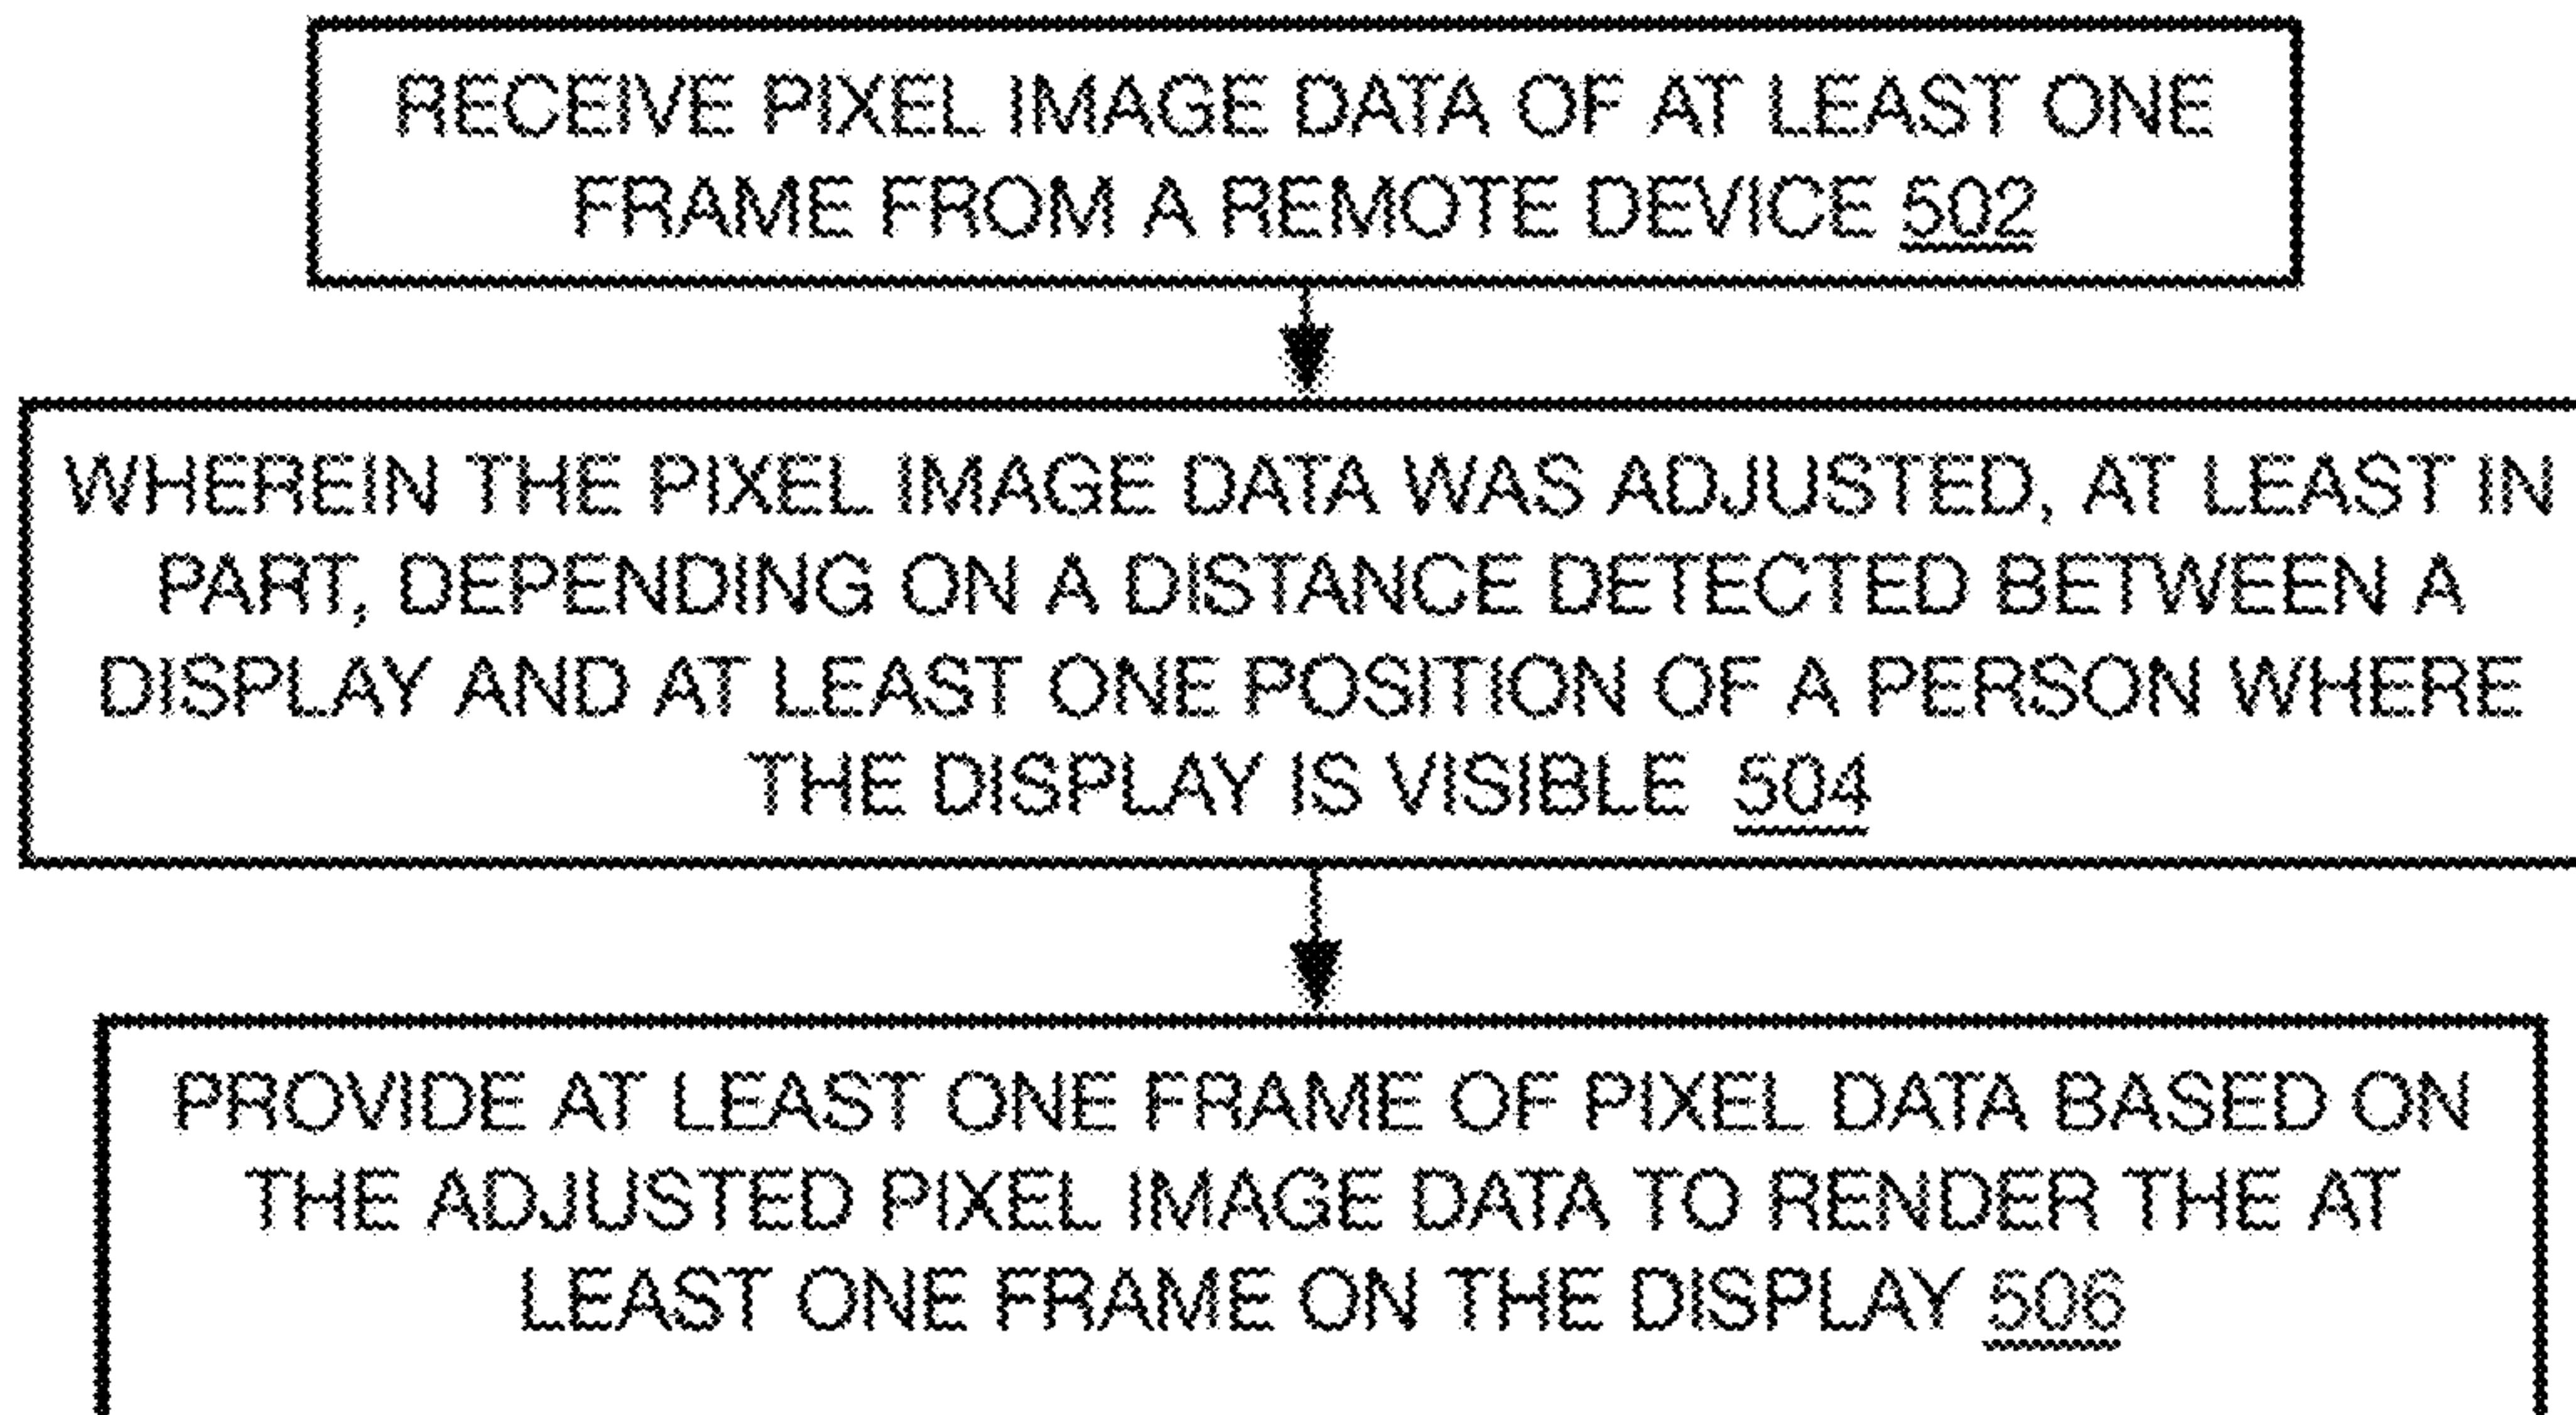 RECEIVE PIXEL IMAGE DATA OF AT LEAST ONE
FRAME FROM A REMOTE DEVICE 502
WHEREIN THE PIXEL IMAGE DATA WAS ADJUSTED, AT LEAST IN
PART, DEPENDING ON A DISTANCE DETECTED BETWEEN A
DISPLAY AND AT LEAST ONE POSITION OF A PERSON WHERE
THE DISPLAY IS VISIBLE 504
PROVIDE AT LEAST ONE FRAME OF PIXEL DATA BASED ON
THE ADJUSTED PIXEL IMAGE DATA TO RENDER THE AT
LEAST ONE FRAME ON THE DISPLAY 506